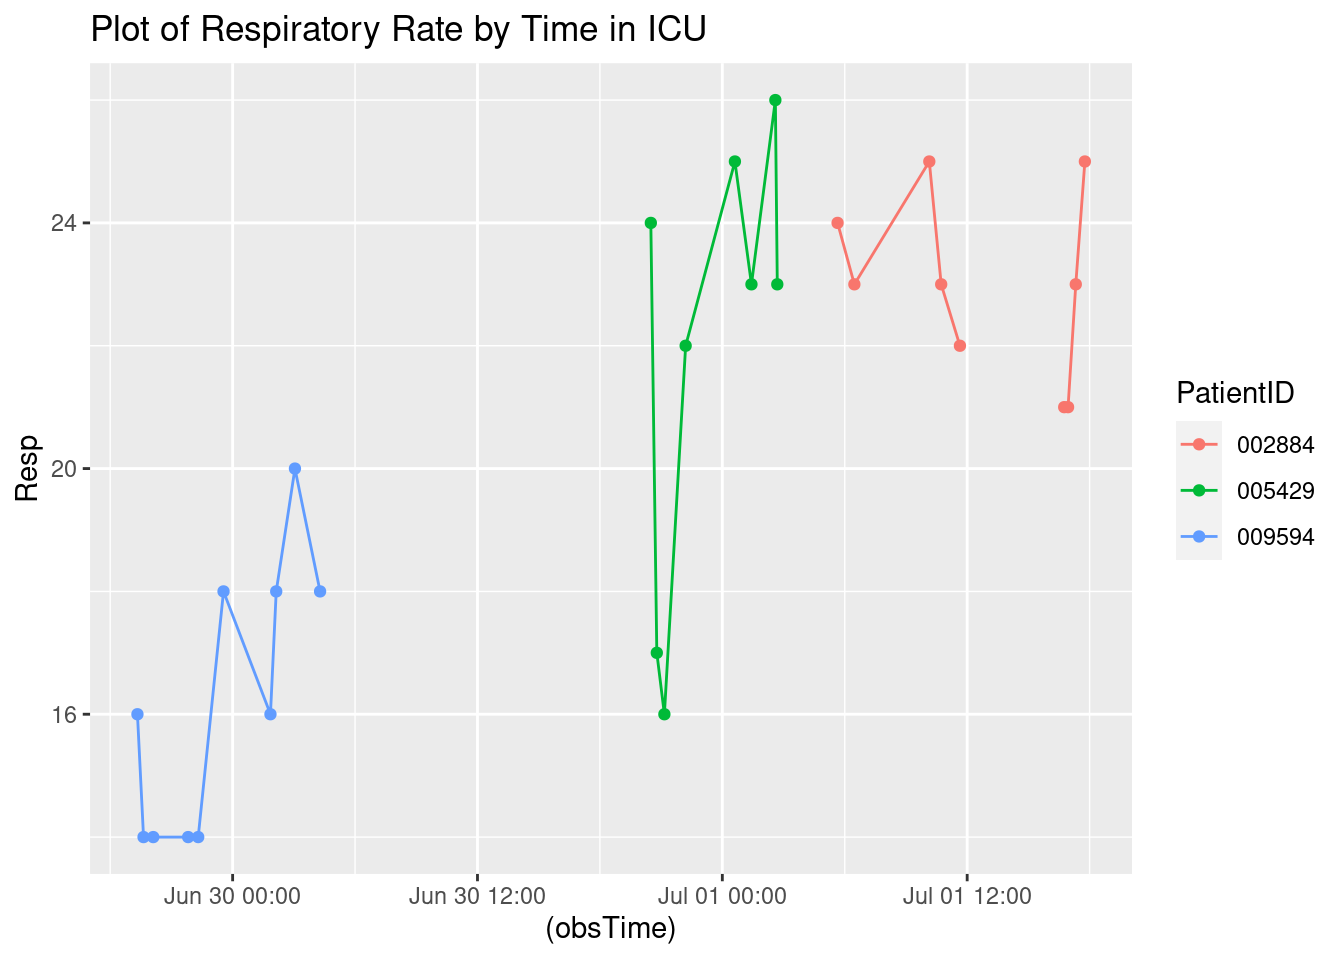 Plot of Respiratory Rate by Time in ICU
Resp
24
20
16
Jun 30 00:00
Jun 30 12:00
Jul 01 00:00
Jul 01 12:00
(obsTime)
PatientID
002884
005429
009594